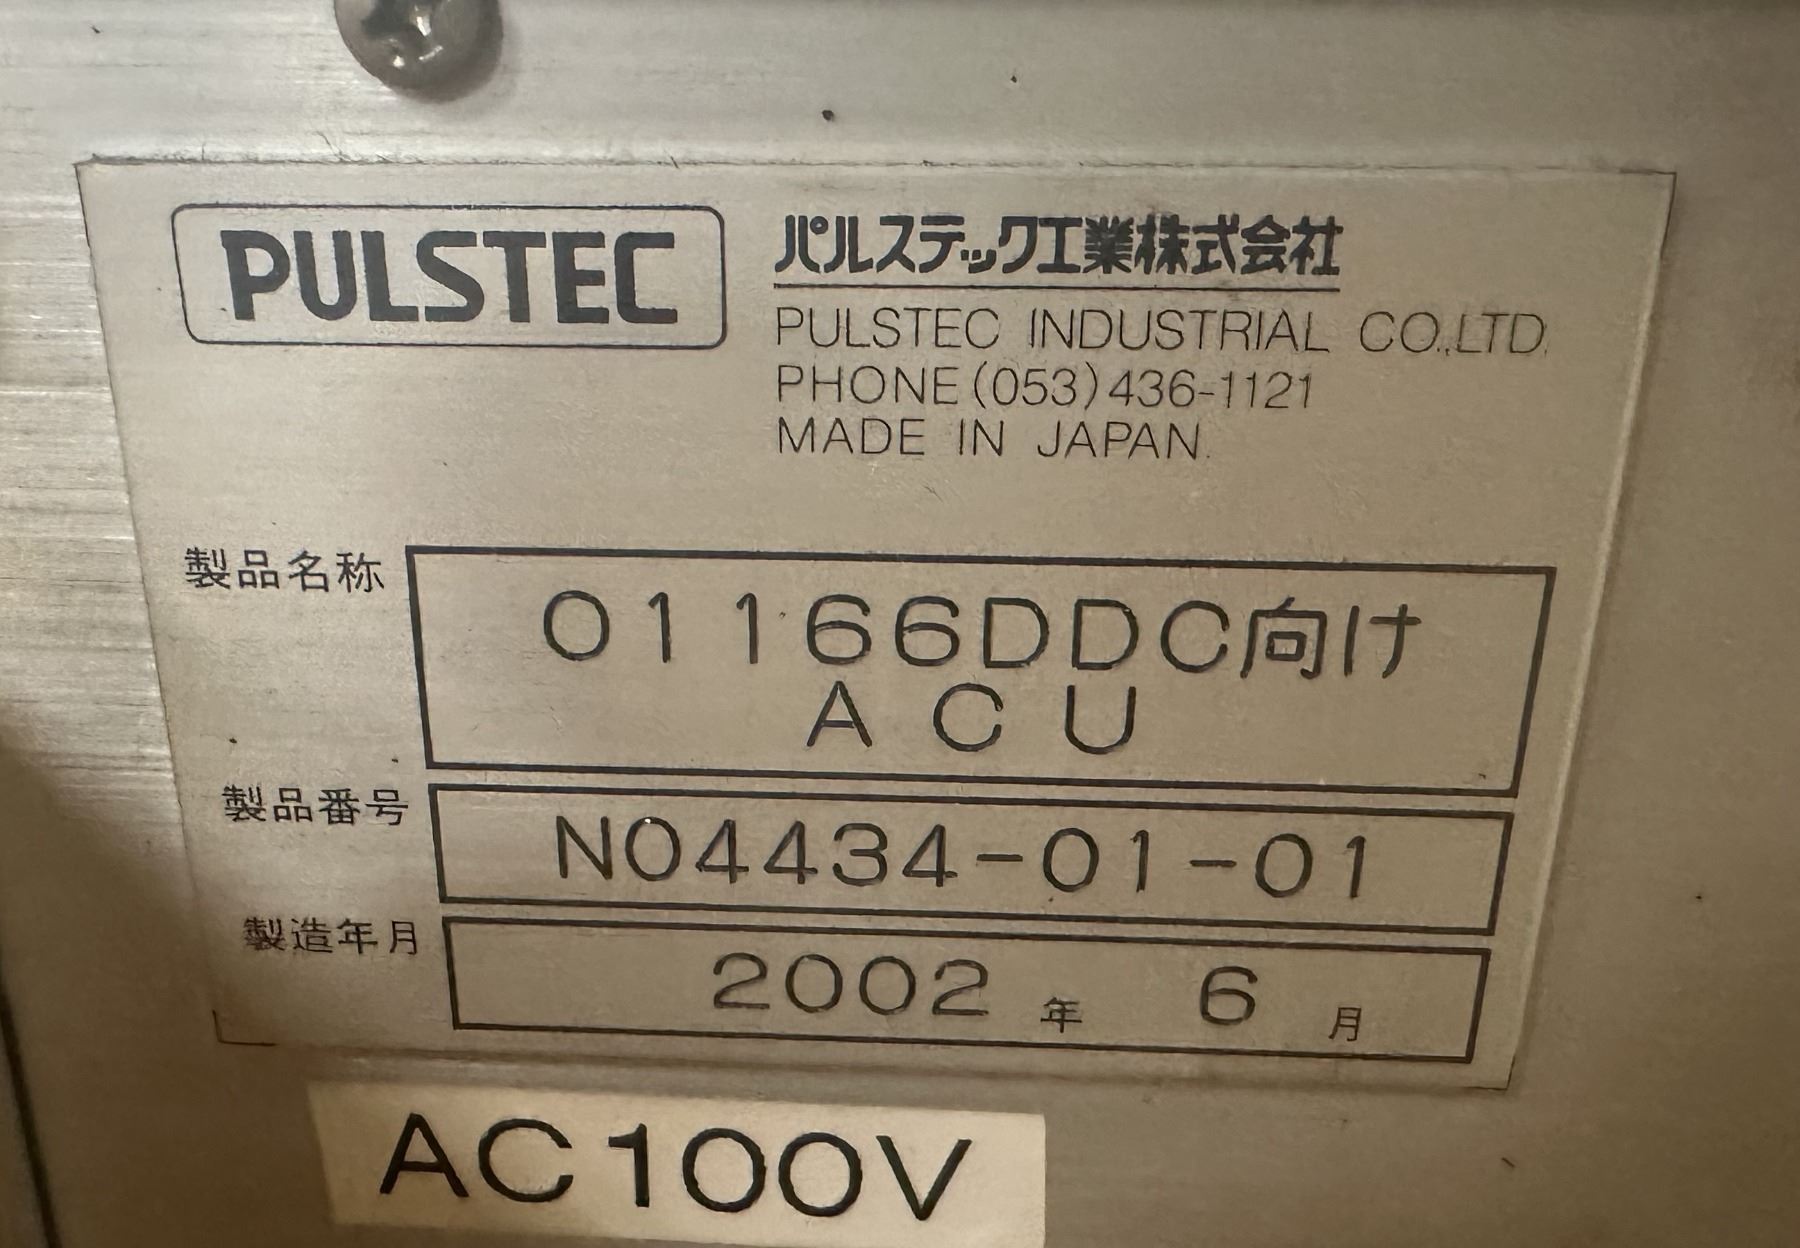 PULSTEC
パルステック工業株式会社
PULSTEC INDUSTRIAL CO.,LTD.
PHONE(053)436-1121
MADE IN JAPAN.
製品名称
01166DDC向け
ACU
製品番号
N04434-01-01
製造年月
2002 年 6 月
AC100V